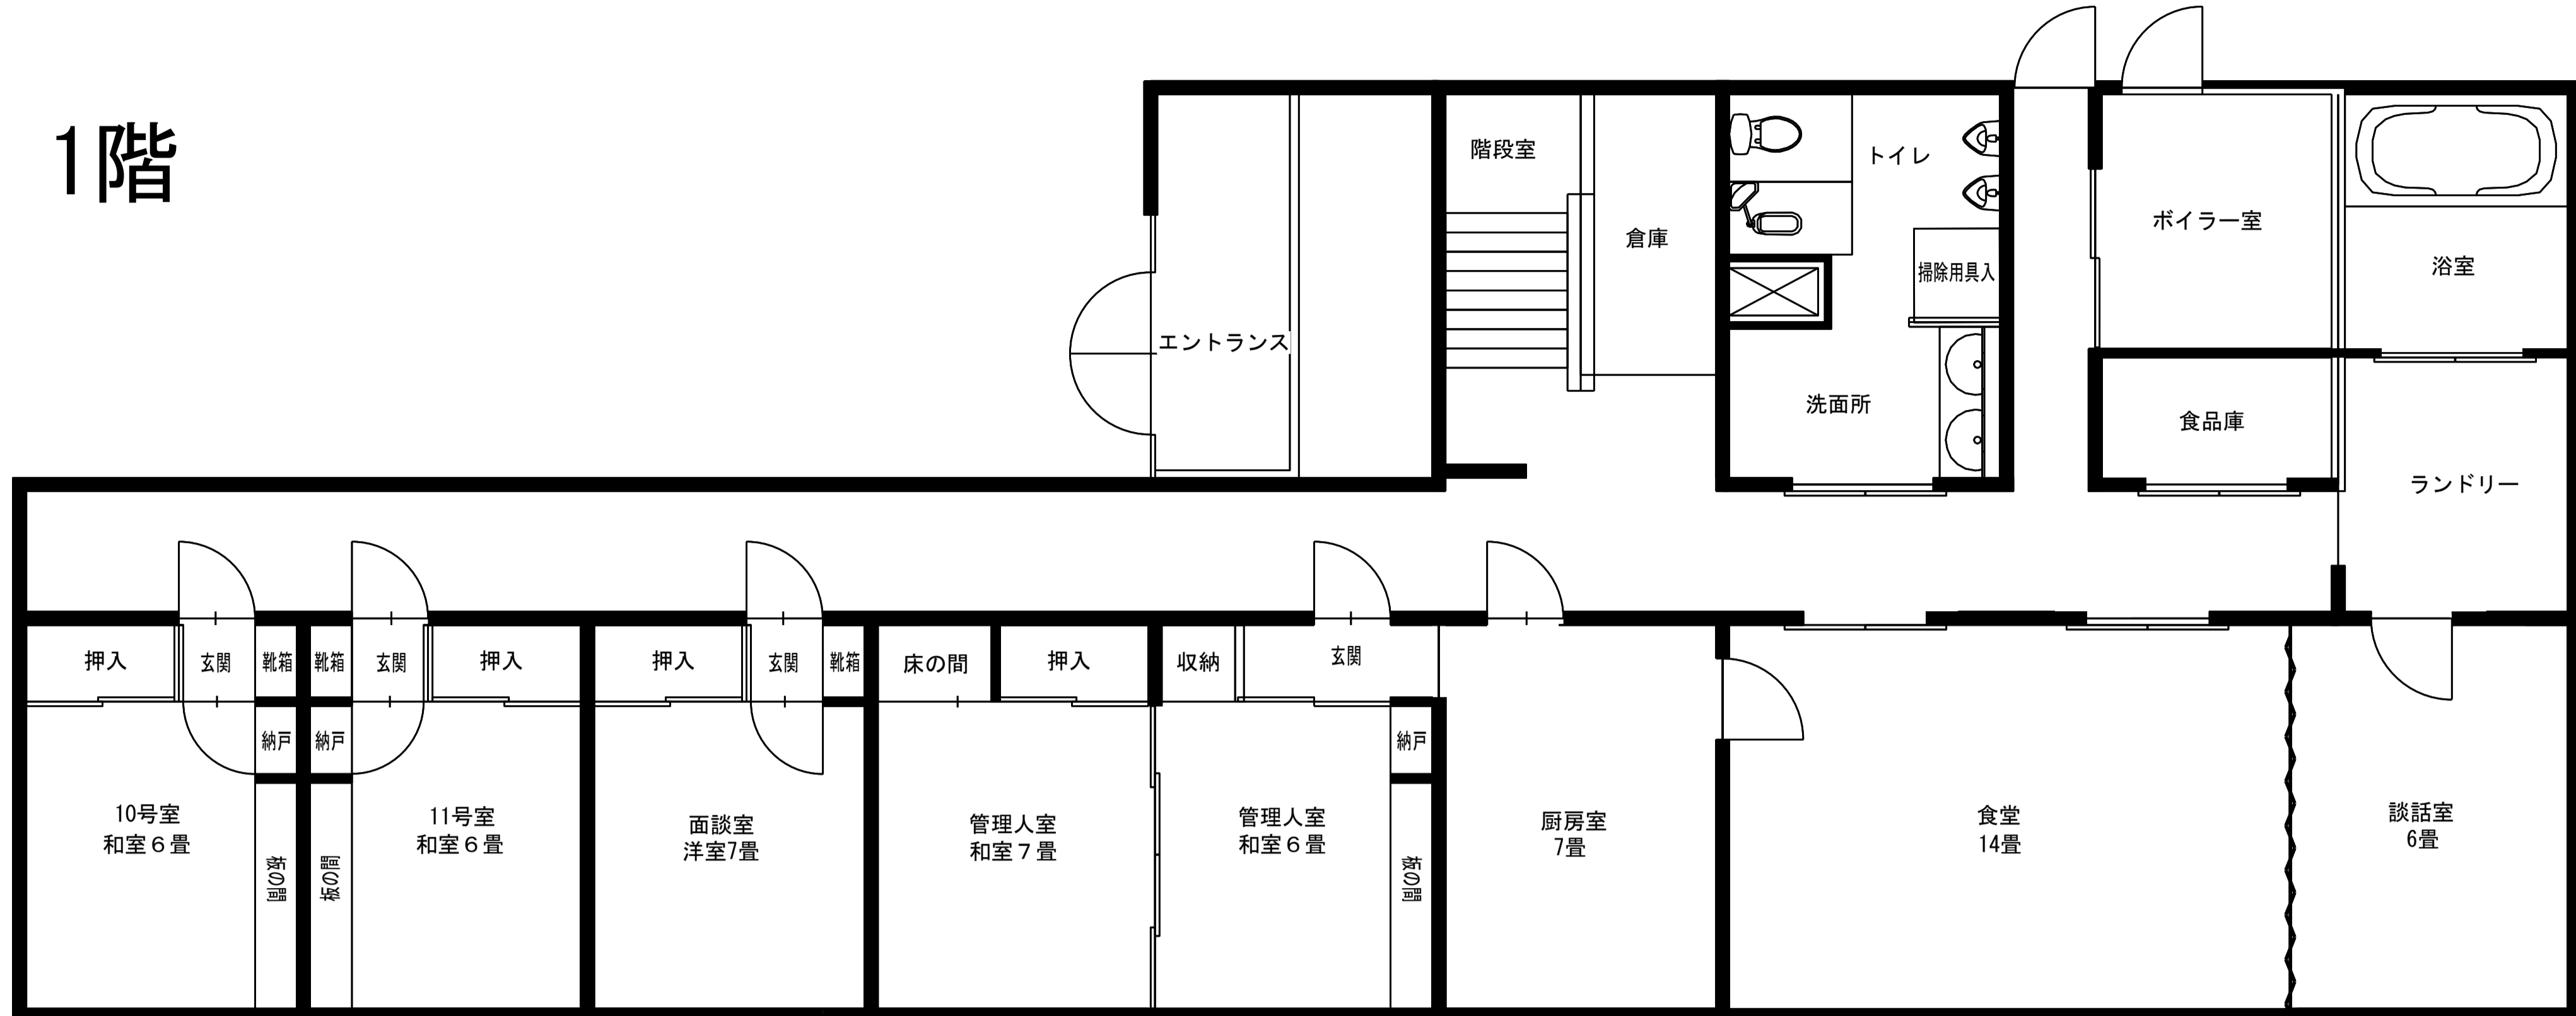 1階
階段室
トイレ
ボイラー室
倉庫
掃除用具入
浴室
エントランス
洗面所
食品庫
ランドリー
押入
玄関
靴箱
靴箱
玄関
押入
押入
玄関
靴箱
床の間
押入
収納
玄関
納戸
納戸
納戸
10号室
和室６畳
板の間
板の間
11号室
和室６畳
面談室
洋室7畳
管理人室
和室７畳
管理人室
和室６畳
板の間
厨房室
7畳
食堂
14畳
談話室
6畳